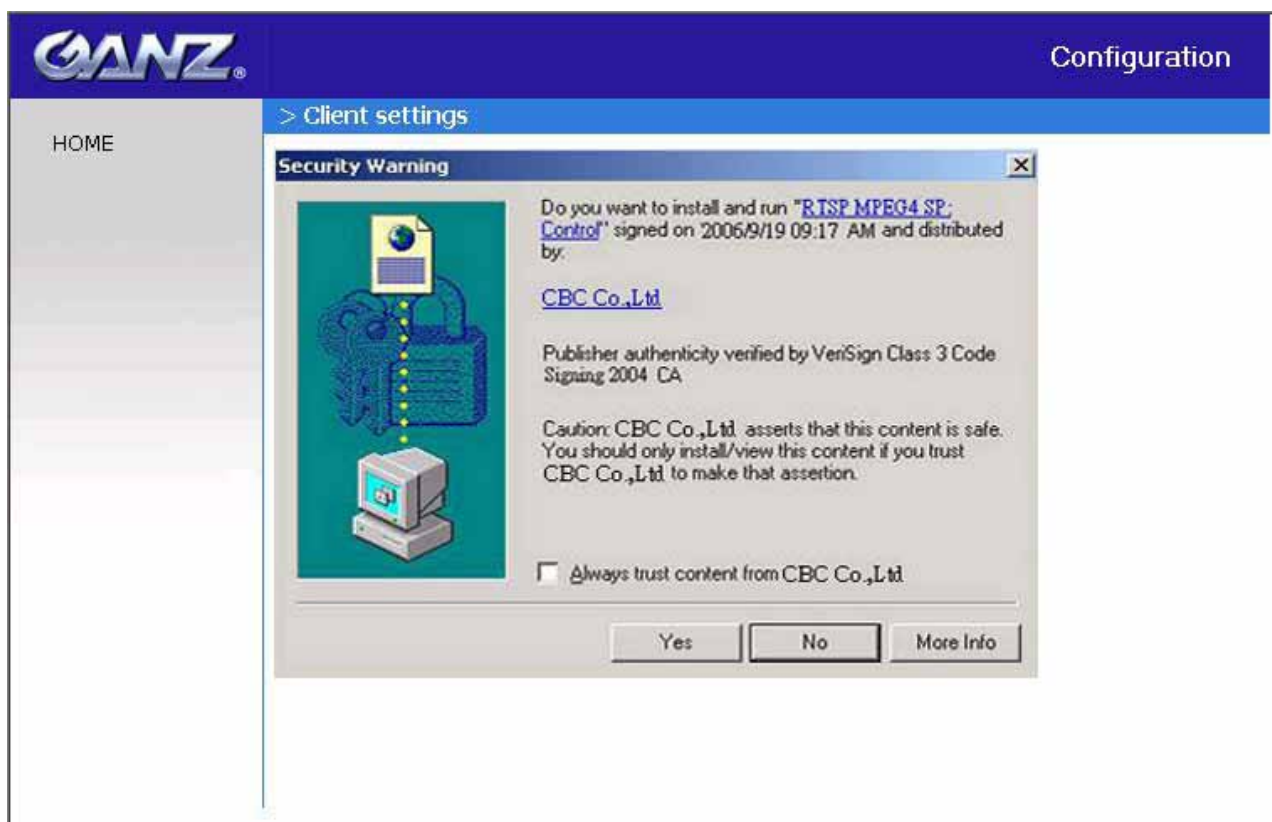 GANZ®
Configuration
HOME
> Client settings
Security Warning
Do you want to install and run "RTSP MPEG4 SP:
Control" signed on 2006/9/19 09:17 AM and distributed
by:
CBC Co.,Ltd
Publisher authenticity verified by VeriSign Class 3 Code
Signing 2004 CA
Caution: CBC Co.,Ltd asserts that this content is safe.
You should only install/view this content if you trust
CBC Co.,Ltd to make that assertion.
Always trust content from CBC Co.,Ltd
Yes
No
More Info